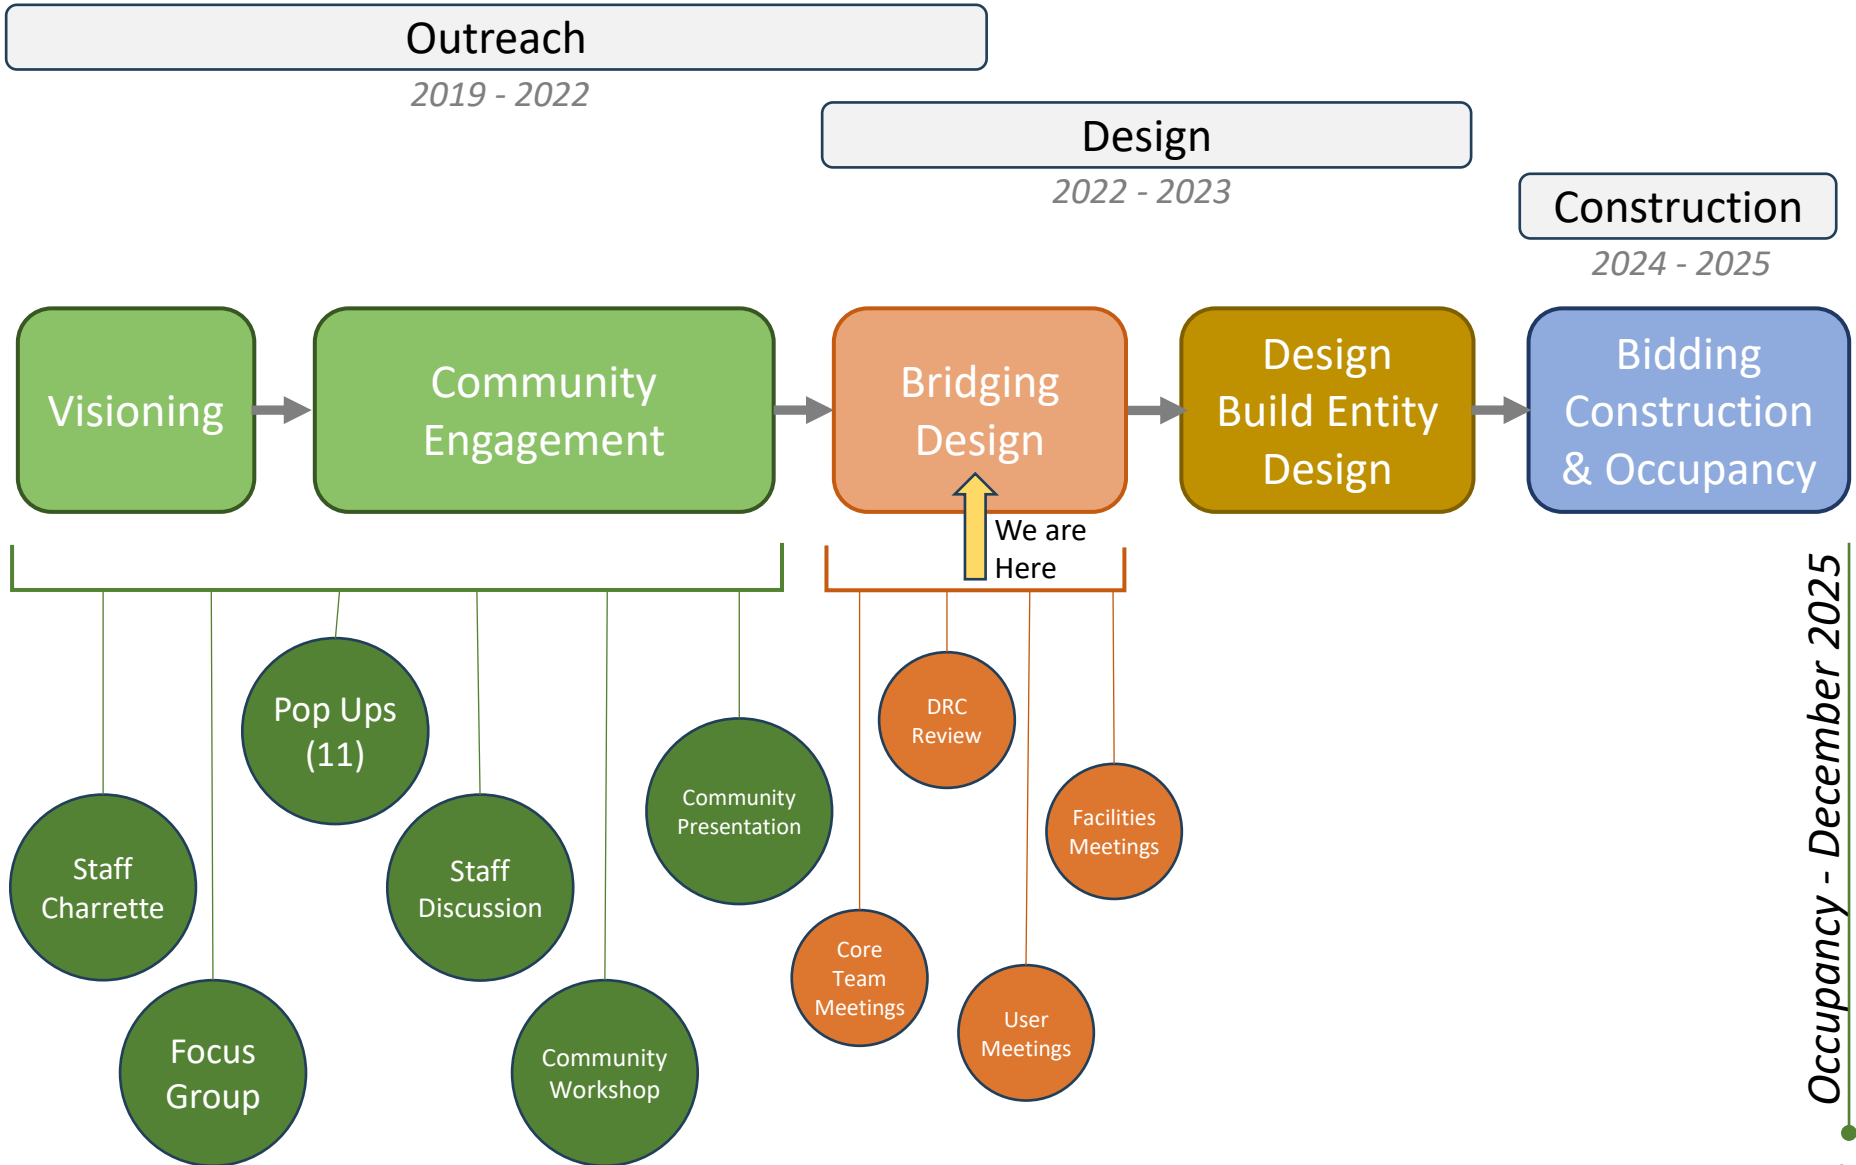 Outreach
2019 - 2022
Design
2022 - 2023
Construction
2024 - 2025
Visioning
Community
Engagement
Bridging
Design
Design
Build Entity
Design
Bidding
Construction
& Occupancy
We are
Here
Pop Ups
(11)
Staff
Charrette
Focus
Group
Staff
Discussion
Community
Workshop
Community
Presentation
DRC
Review
Facilities
Meetings
Core
Team
Meetings
User
Meetings
Occupancy - December 2025